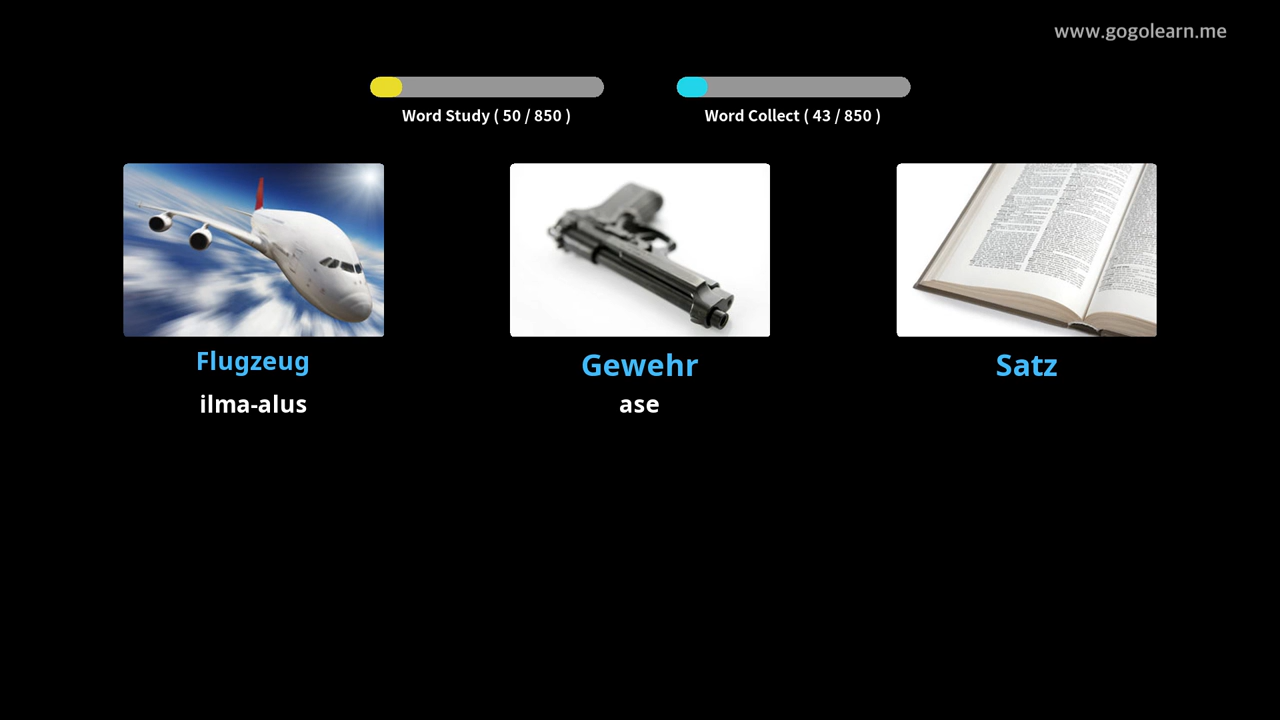 www.gogolearn.me
Word Study ( 50 / 850 )
Word Collect ( 43 / 850 )
Flugzeug
ilma-alus
Gewehr
ase
Satz